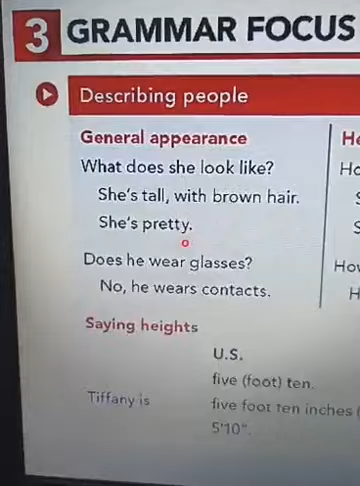 3 GRAMMAR FOCUS
Describing people
General appearance
What does she look like?
She's tall, with brown hair.
She's pretty.
Does he wear glasses?
No, he wears contacts.
Saying heights
U.S.
five (foot) ten.
Tiffany is
five foot ten inches (
5'10".